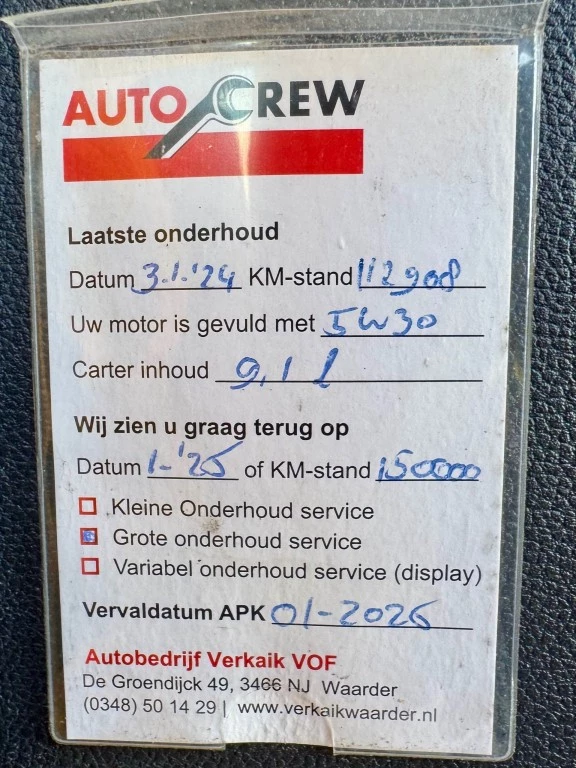 AUTO CREW
Laatste onderhoud
Datum 3.1.'24 KM-stand 112908
Uw motor is gevuld met 5W30
Carter inhoud 9,1 l
Wij zien u graag terug op
Datum 1-'25 of KM-stand 150000
Kleine Onderhoud service
Grote onderhoud service
Variabel onderhoud service (display)
Vervaldatum APK 01-2026
Autobedrijf Verkaik VOF
De Groendijck 49, 3466 NJ Waarder
(0348) 50 14 29 | www.verkaikwaarder.nl